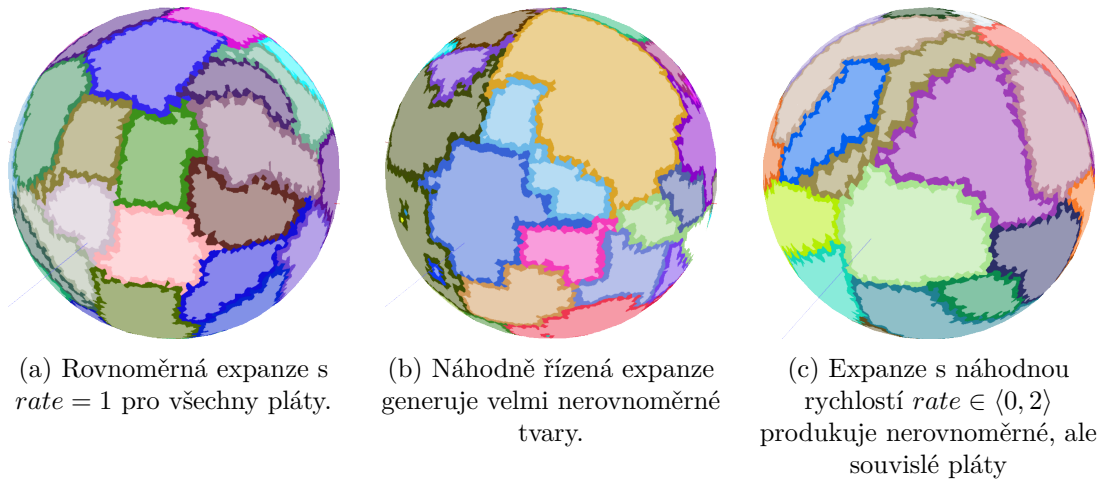 (a) Rovnoměrná expanze s
rate = 1 pro všechny pláty.
(b) Náhodně řízená expanze
generuje velmi nerovnoměrné
tvary.
(c) Expanze s náhodnou
rychlostí rate ∈ ⟨0, 2⟩
produkuje nerovnoměrné, ale
souvislé pláty